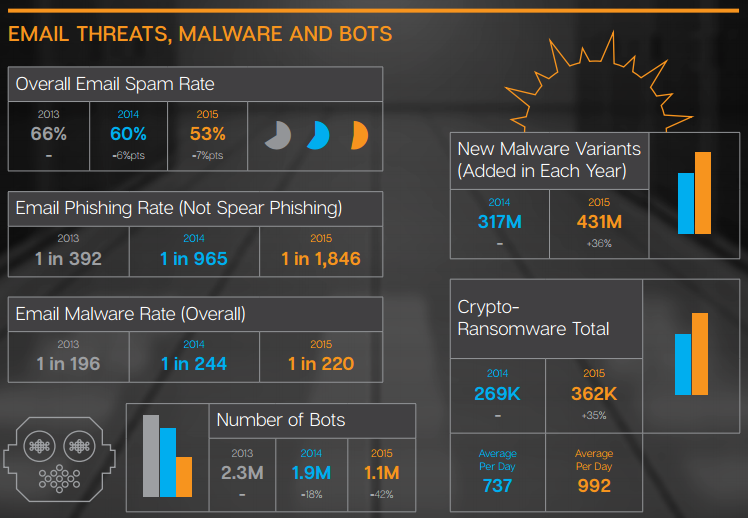 EMAIL THREATS, MALWARE AND BOTS
Overall Email Spam Rate
2013 2014 2015
66% 60% 53%
– -6%pts -7%pts
Email Phishing Rate (Not Spear Phishing)
2013 2014 2015
1 in 392 1 in 965 1 in 1,846
Email Malware Rate (Overall)
2013 2014 2015
1 in 196 1 in 244 1 in 220
Number of Bots
2013 2014 2015
2.3M 1.9M 1.1M
– -18% -42%
New Malware Variants
(Added in Each Year)
2014 2015
317M 431M
– +36%
Crypto-
Ransomware Total
2014 2015
269K 362K
– +35%
Average Average
Per Day Per Day
737 992